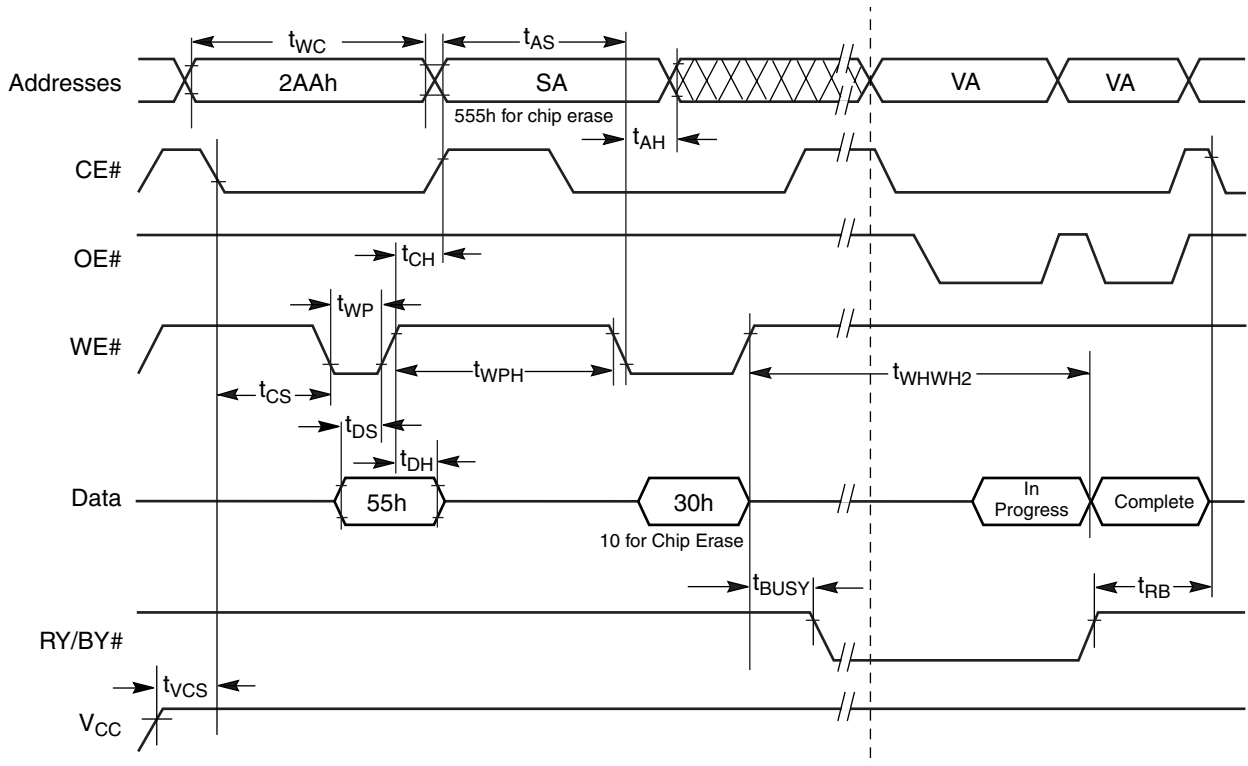 tWC
tAS
Addresses
2AAh
SA
VA
VA
555h for chip erase
tAH
CE#
OE#
tCH
tWP
WE#
tWPH
tWHWH2
tCS
tDS
tDH
Data
55h
30h
In
Progress
Complete
10 for Chip Erase
tBUSY
tRB
RY/BY#
tVCS
VCC